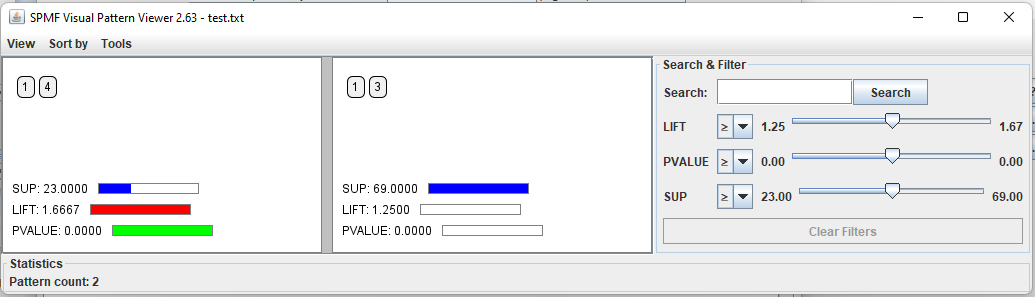 SPMF Visual Pattern Viewer 2.63 - test.txt
View Sort by Tools
1 4
SUP: 23.0000
LIFT: 1.6667
PVALUE: 0.0000
1 3
SUP: 69.0000
LIFT: 1.2500
PVALUE: 0.0000
Search & Filter
Search: Search
LIFT ≥ 1.25 1.67
PVALUE ≥ 0.00 0.00
SUP ≥ 23.00 69.00
Clear Filters
Statistics
Pattern count: 2